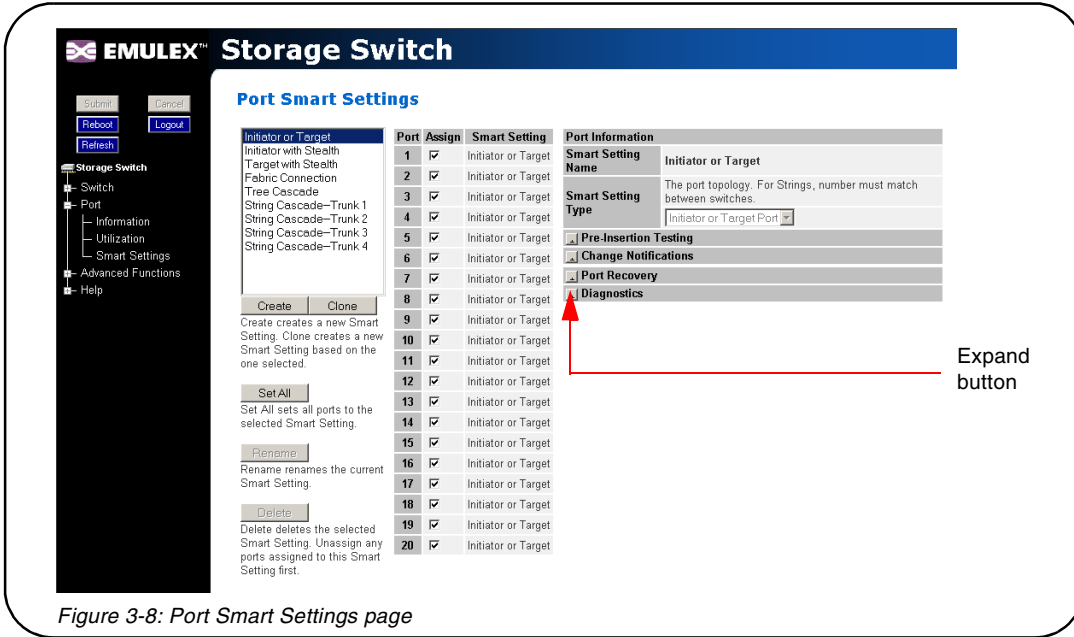 EMULEX™ Storage Switch
Submit Cancel
Reboot Logout
Refresh
Storage Switch
Switch
Port
Information
Utilization
Smart Settings
Advanced Functions
Help
Port Smart Settings
Initiator or Target
Initiator with Stealth
Target with Stealth
Fabric Connection
Tree Cascade
String Cascade—Trunk 1
String Cascade—Trunk 2
String Cascade—Trunk 3
String Cascade—Trunk 4
Create Clone
Create creates a new Smart
Setting. Clone creates a new
Smart Setting based on the
one selected.
Set All
Set All sets all ports to the
selected Smart Setting.
Rename
Rename renames the current
Smart Setting.
Delete
Delete deletes the selected
Smart Setting. Unassign any
ports assigned to this Smart
Setting first.
Port Assign Smart Setting
1 Initiator or Target
2 Initiator or Target
3 Initiator or Target
4 Initiator or Target
5 Initiator or Target
6 Initiator or Target
7 Initiator or Target
8 Initiator or Target
9 Initiator or Target
10 Initiator or Target
11 Initiator or Target
12 Initiator or Target
13 Initiator or Target
14 Initiator or Target
15 Initiator or Target
16 Initiator or Target
17 Initiator or Target
18 Initiator or Target
19 Initiator or Target
20 Initiator or Target
Port Information
Smart Setting
Name
Initiator or Target
Smart Setting
Type
The port topology. For Strings, number must match
between switches.
Initiator or Target Port
Pre-Insertion Testing
Change Notifications
Port Recovery
Diagnostics
Expand
button
Figure 3-8: Port Smart Settings page